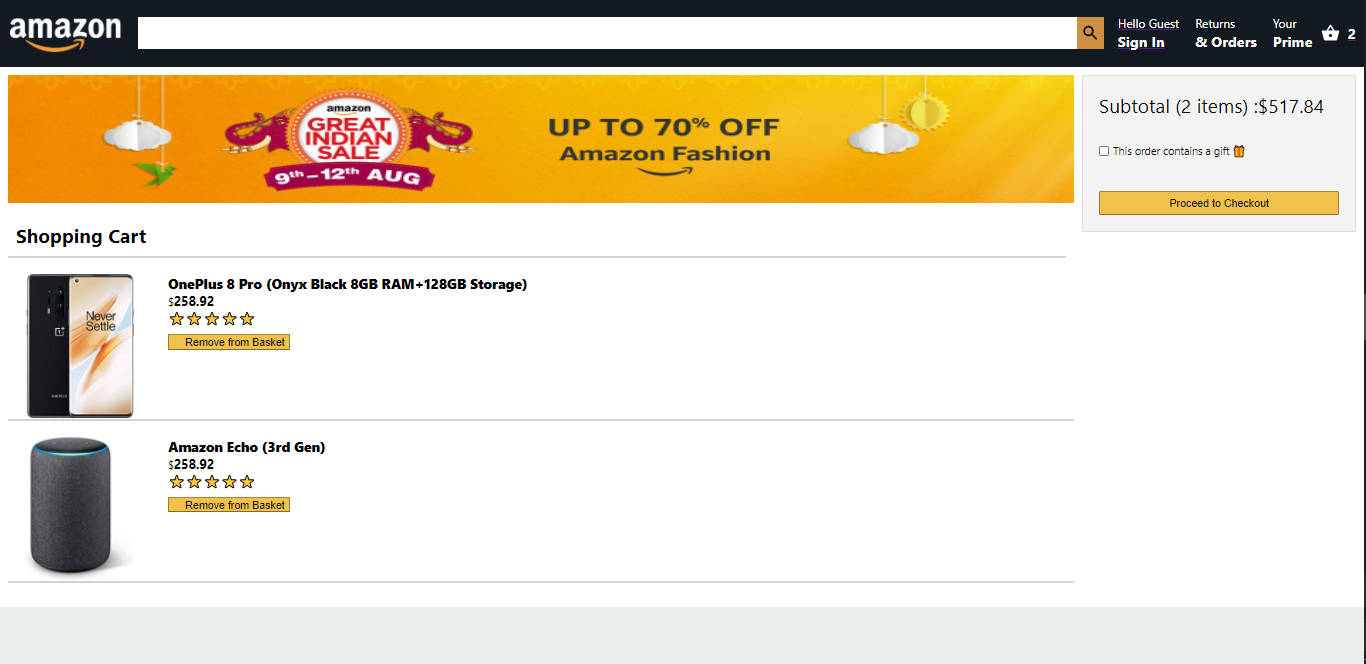 amazon
Hello Guest
Sign In
Returns
& Orders
Your
Prime
2
amazon
GREAT
INDIAN
SALE
9th–12th AUG
UP TO 70% OFF
Amazon Fashion
Subtotal (2 items) :$517.84
This order contains a gift
Proceed to Checkout
Shopping Cart
Never
Settle
OnePlus 8 Pro (Onyx Black 8GB RAM+128GB Storage)
$258.92
Remove from Basket
Amazon Echo (3rd Gen)
$258.92
Remove from Basket